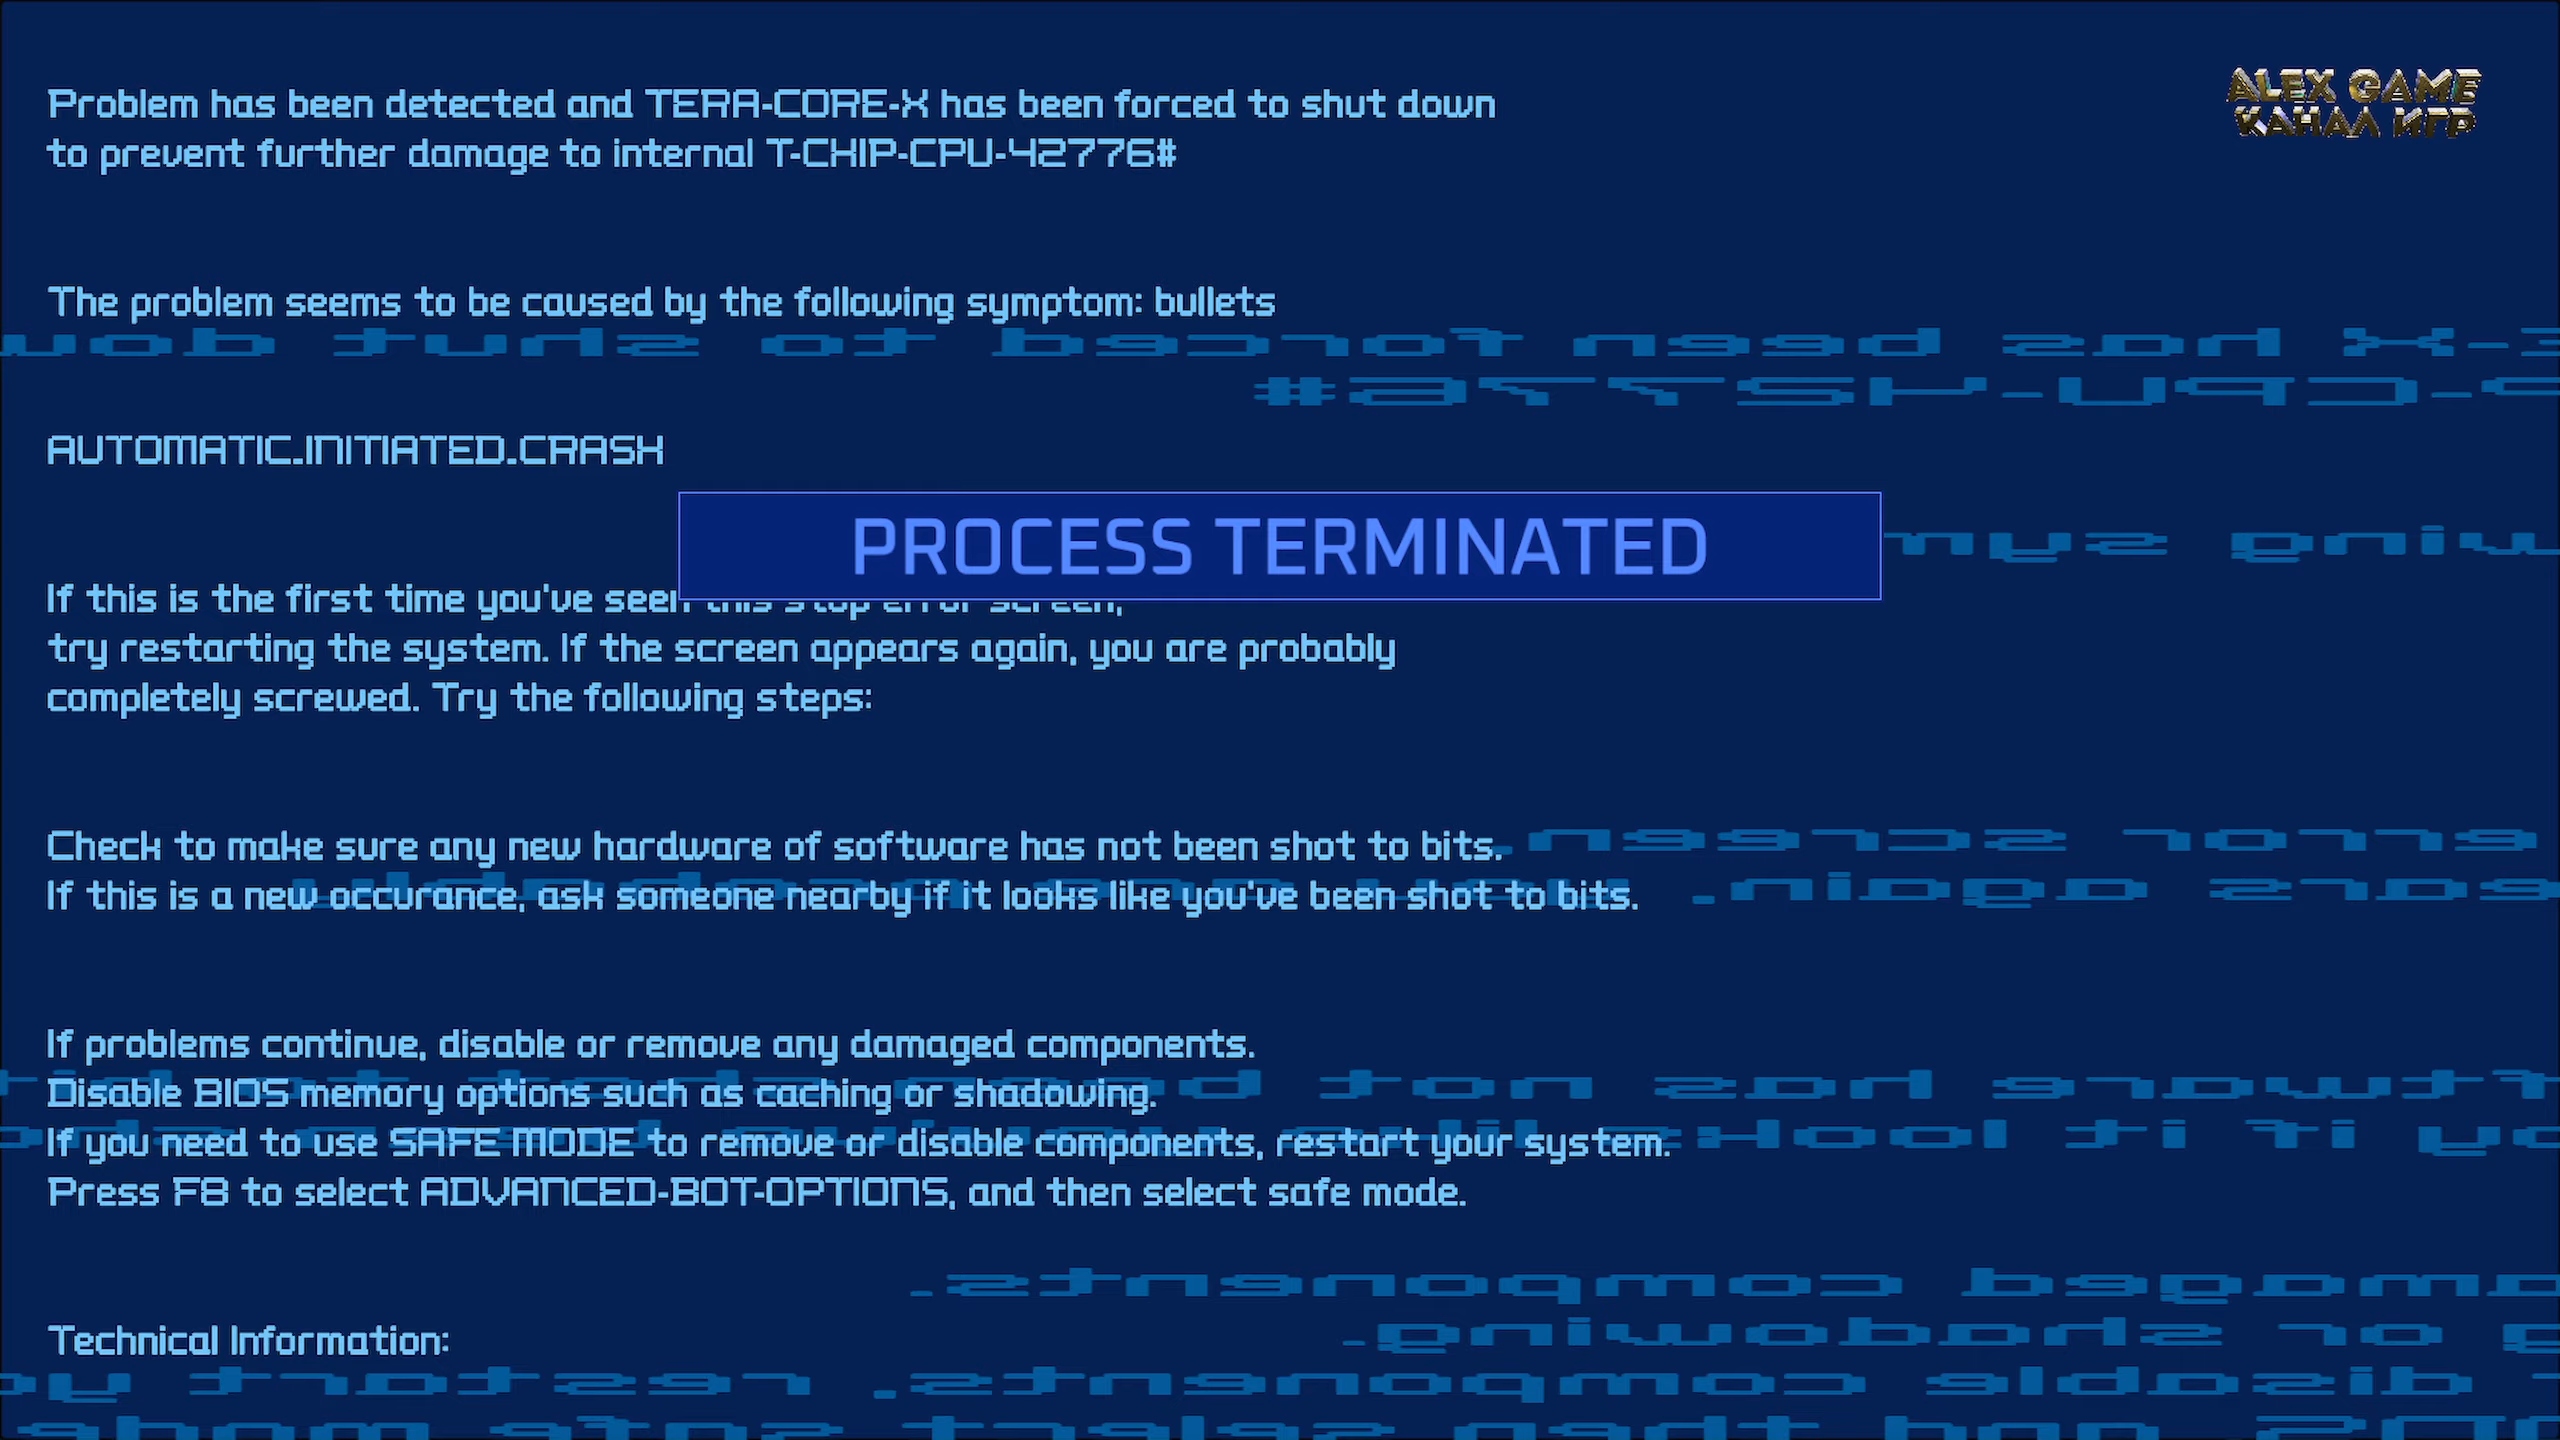 ALEX GAME
КАНАЛ ИГР
Problem has been detected and TERA-CORE-X has been forced to shut down
to prevent further damage to internal T-CHIP-CPU-42776#
The problem seems to be caused by the following symptom: bullets
AUTOMATIC_INITIATED_CRASH
PROCESS TERMINATED
If this is the first time you've seen this stop error screen,
try restarting the system. If the screen appears again, you are probably
completely screwed. Try the following steps:
Check to make sure any new hardware of software has not been shot to bits.
If this is a new occurance, ask someone nearby if it looks like you've been shot to bits.
If problems continue, disable or remove any damaged components.
Disable BIOS memory options such as caching or shadowing.
If you need to use SAFE MODE to remove or disable components, restart your system.
Press F8 to select ADVANCED-BOT-OPTIONS, and then select safe mode.
Technical Information: